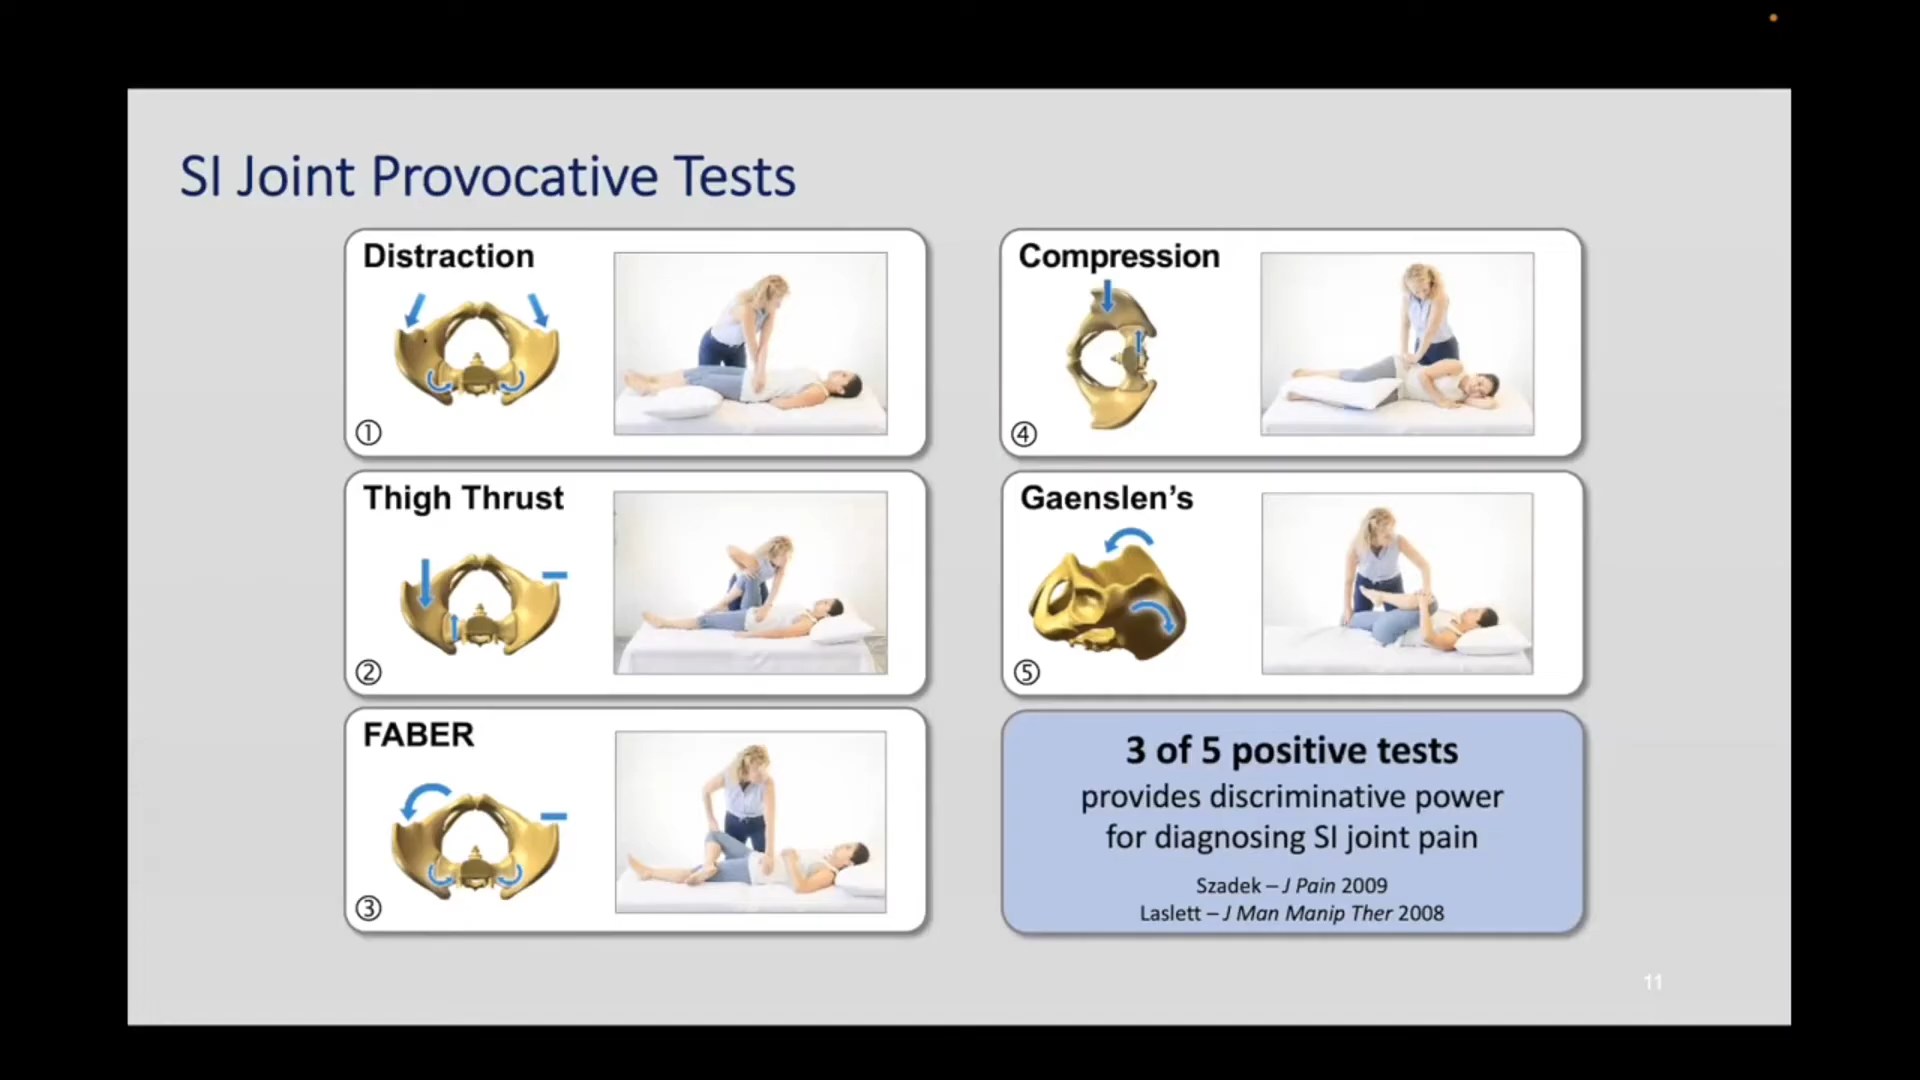 SI Joint Provocative Tests
Distraction
①
Thigh Thrust
②
FABER
③
Compression
④
Gaenslen’s
⑤
3 of 5 positive tests
provides discriminative power
for diagnosing SI joint pain
Szadek – J Pain 2009
Laslett – J Man Manip Ther 2008
11